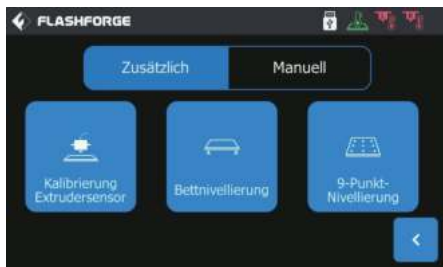 FLASHFORGE
Zusätzlich
Manuell
Kalibrierung
Extrudersensor
Bettnivellierung
9-Punkt-
Nivellierung